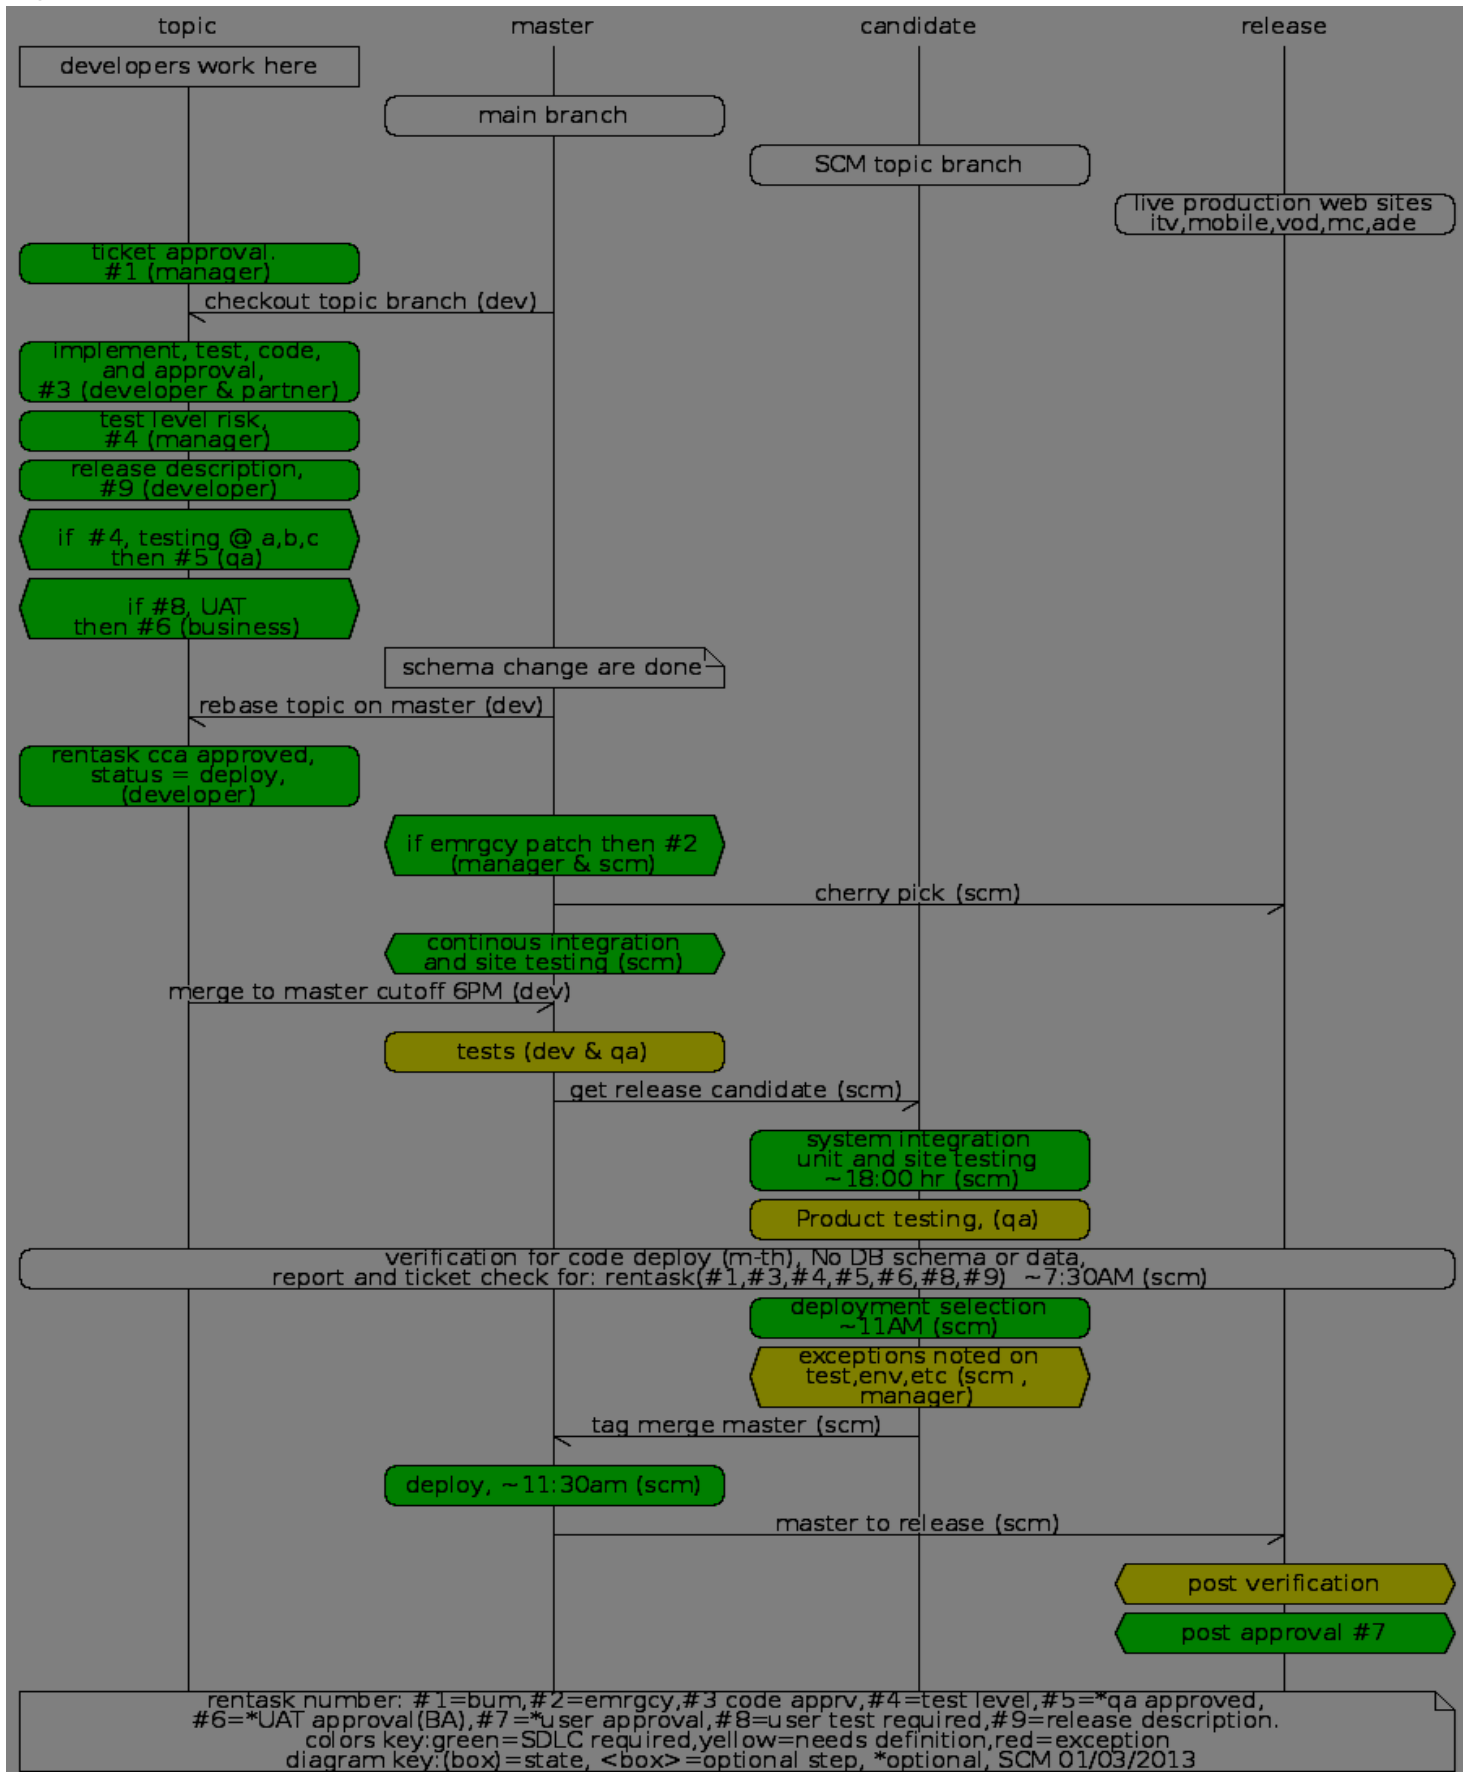 topic master candidate release
developers work here
main branch
SCM topic branch
live production web sites
itv,mobile,vod,mc,ade
ticket approval.
#1 (manager)
checkout topic branch (dev)
implement, test, code,
and approval,
#3 (developer & partner)
test level risk,
#4 (manager)
release description,
#9 (developer)
if  #4, testing @ a,b,c
then #5 (qa)
if #8, UAT
then #6 (business)
schema change are done
rebase topic on master (dev)
rentask cca approved,
status = deploy,
(developer)
if emrgcy patch then #2
(manager & scm)
cherry pick (scm)
continous integration
and site testing (scm)
merge to master cutoff 6PM (dev)
tests (dev & qa)
get release candidate (scm)
system integration
unit and site testing
~18:00 hr (scm)
Product testing, (qa)
verification for code deploy (m-th), No DB schema or data,
report and ticket check for: rentask(#1,#3,#4,#5,#6,#8,#9)  ~7:30AM (scm)
deployment selection
~11AM (scm)
exceptions noted on
test,env,etc (scm ,
manager)
tag merge master (scm)
deploy, ~11:30am (scm)
master to release (scm)
post verification
post approval #7
rentask number: #1=bum,#2=emrgcy,#3 code apprv,#4=test level,#5=*qa approved,
#6=*UAT approval(BA),#7=*user approval,#8=user test required,#9=release description.
colors key:green=SDLC required,yellow=needs definition,red=exception
diagram key:(box)=state, <box>=optional step, *optional, SCM 01/03/2013